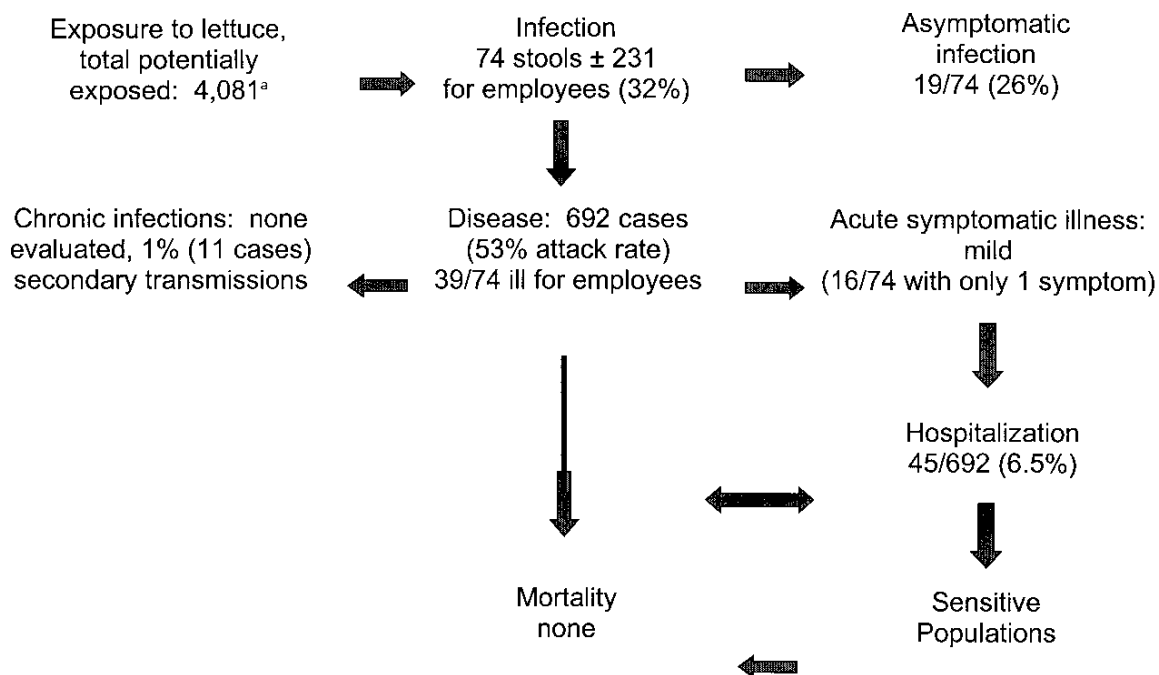 Exposure to lettuce,
total potentially
exposed: 4,081ª
Infection
74 stools ± 231
for employees (32%)
Asymptomatic
infection
19/74 (26%)
Chronic infections: none
evaluated, 1% (11 cases)
secondary transmissions
Disease: 692 cases
(53% attack rate)
39/74 ill for employees
Acute symptomatic illness:
mild
(16/74 with only 1 symptom)
Hospitalization
45/692 (6.5%)
Mortality
none
Sensitive
Populations